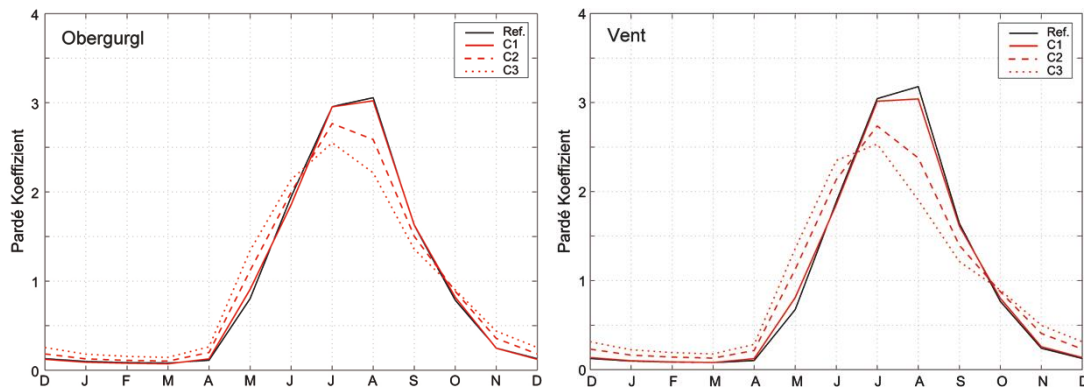 Obergurgl
Ref.
C1
C2
C3
Pardé Koeffizient
4
3
2
1
0
D J F M A M J J A S O N D
Vent
Ref.
C1
C2
C3
Pardé Koeffizient
4
3
2
1
0
D J F M A M J J A S O N D